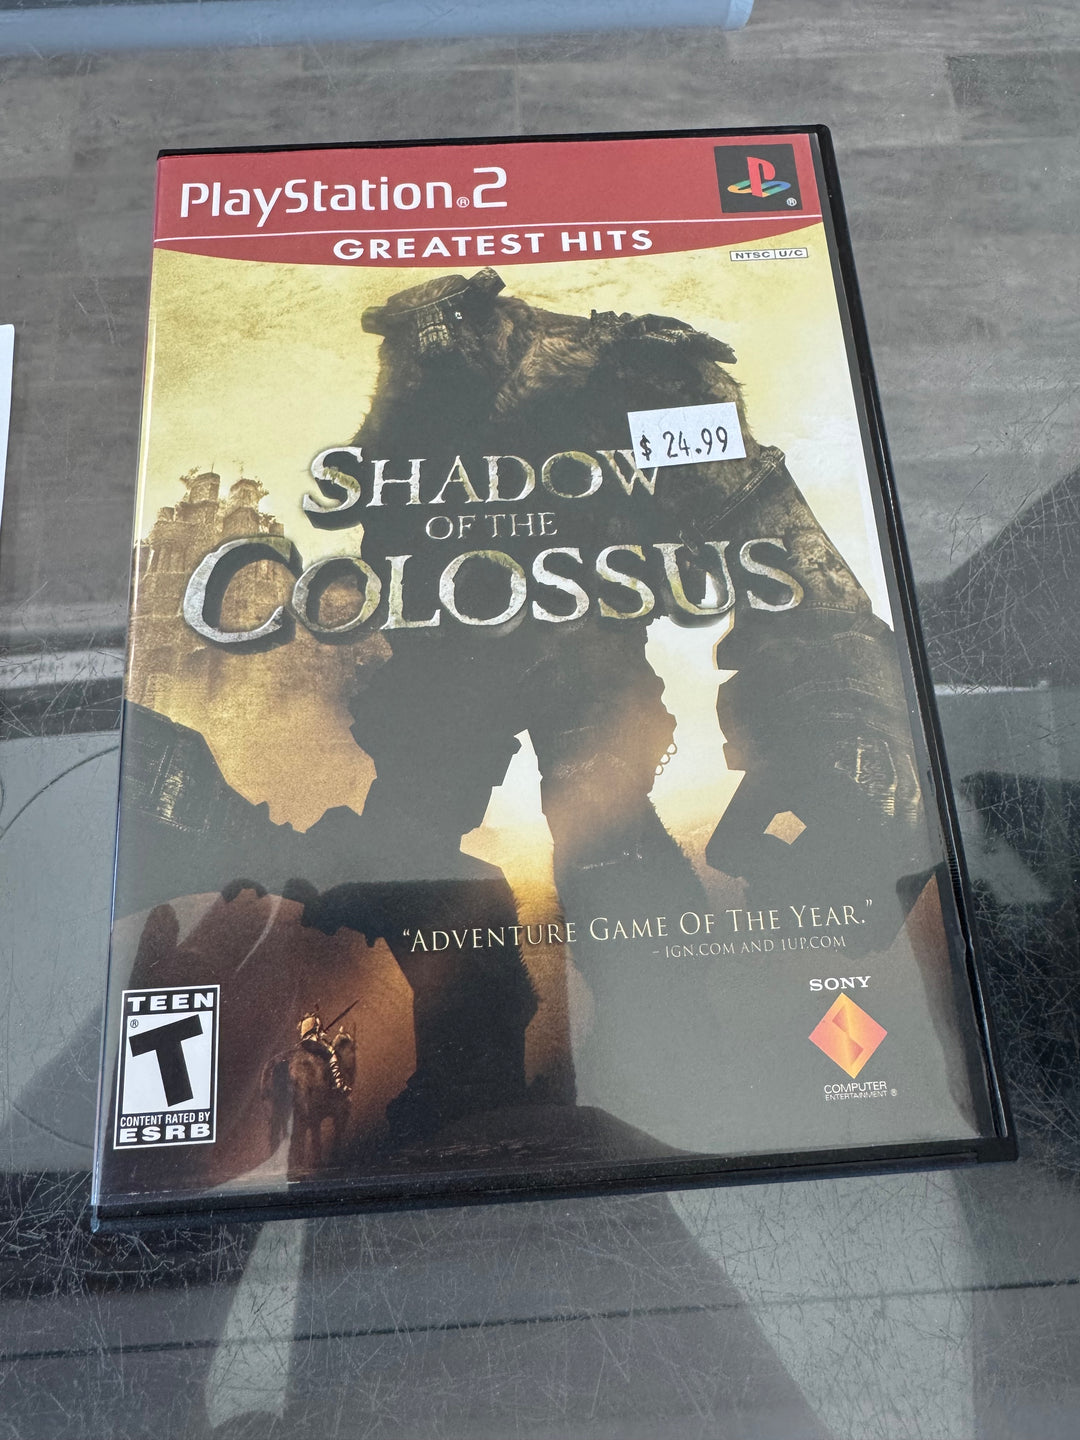 PlayStation®2
®
GREATEST HITS
NTSC U/C
$ 24.99
SHADOW
OF THE
COLOSSUS
“ADVENTURE GAME OF THE YEAR.”
- IGN.COM AND 1UP.COM
TEEN
®
T
CONTENT RATED BY
ESRB
SONY
COMPUTER
ENTERTAINMENT ®